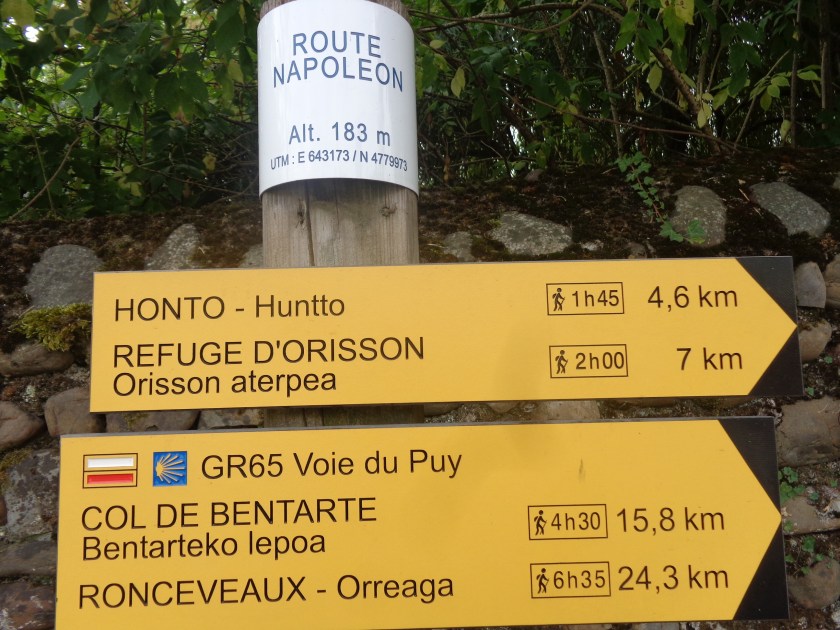 ROUTE
NAPOLEON
Alt. 183 m
UTM : E 643173 / N 4779973
HONTO - Huntto 1h45 4,6 km
REFUGE D'ORISSON 2h00 7 km
Orisson aterpea
GR65 Voie du Puy
COL DE BENTARTE 4h30 15,8 km
Bentarteko lepoa
RONCEVEAUX - Orreaga 6h35 24,3 km